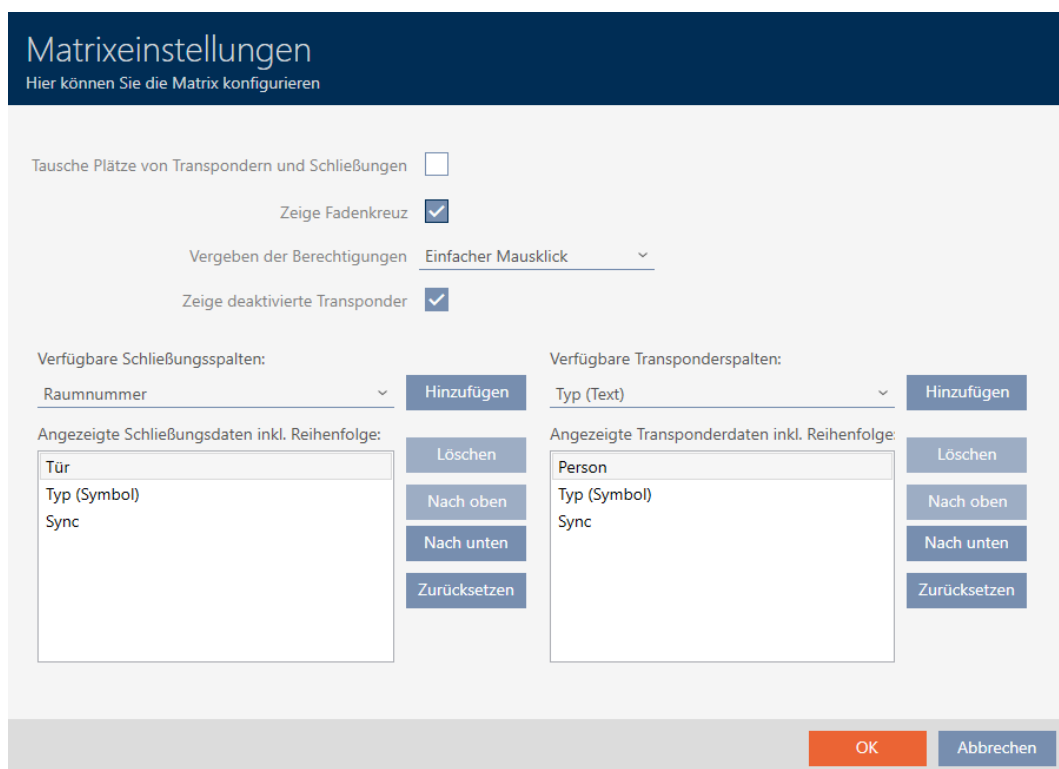 Matrixeinstellungen
Hier können Sie die Matrix konfigurieren
Tausche Plätze von Transpondern und Schließungen
Zeige Fadenkreuz
Vergeben der Berechtigungen Einfacher Mausklick
Zeige deaktivierte Transponder
Verfügbare Schließungsspalten:
Raumnummer Hinzufügen
Angezeigte Schließungsdaten inkl. Reihenfolge:
Tür
Typ (Symbol)
Sync
Löschen
Nach oben
Nach unten
Zurücksetzen
Verfügbare Transponderspalten:
Typ (Text) Hinzufügen
Angezeigte Transponderdaten inkl. Reihenfolge:
Person
Typ (Symbol)
Sync
Löschen
Nach oben
Nach unten
Zurücksetzen
OK Abbrechen